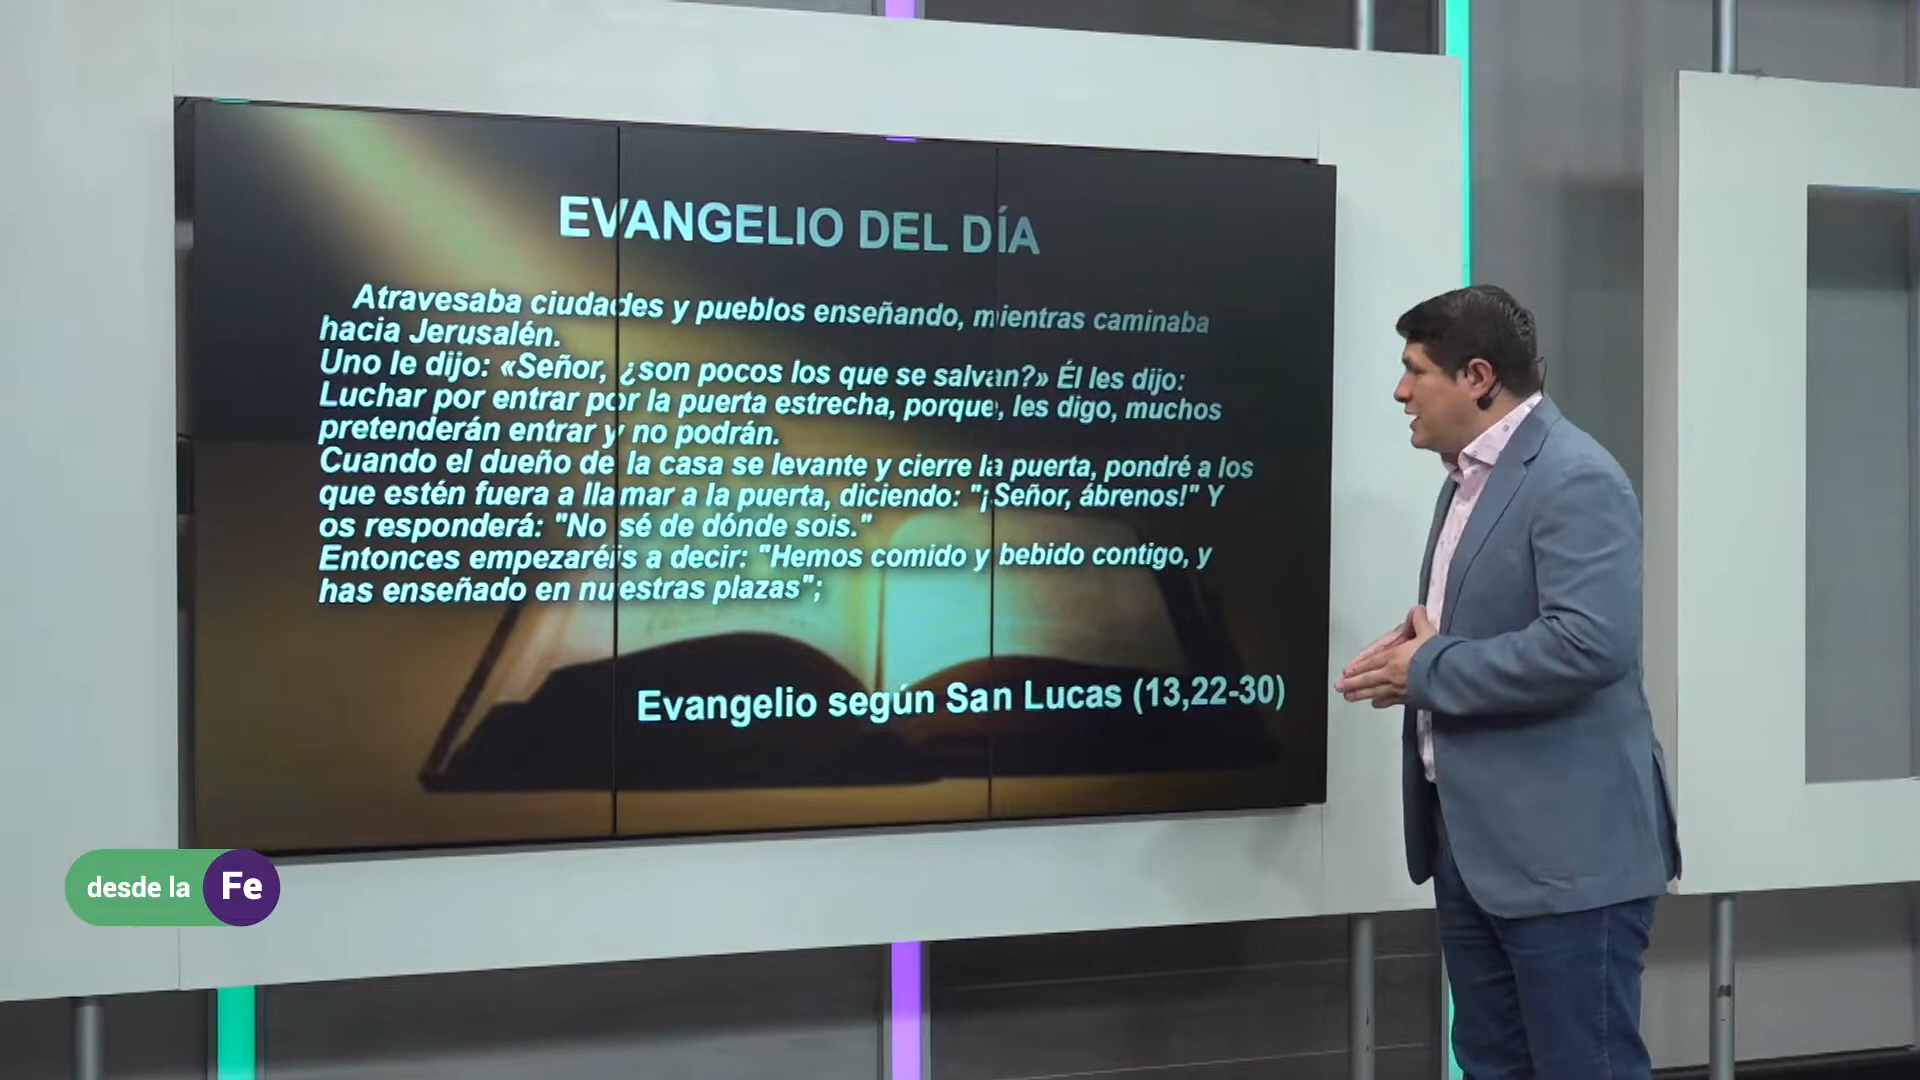 EVANGELIO DEL DÍA
Atravesaba ciudades y pueblos enseñando, mientras caminaba
hacia Jerusalén.
Uno le dijo: «Señor, ¿son pocos los que se salvan?» Él les dijo:
Luchar por entrar por la puerta estrecha, porque, les digo, muchos
pretenderán entrar y no podrán.
Cuando el dueño de la casa se levante y cierre la puerta, pondré a los
que estén fuera a llamar a la puerta, diciendo: "¡Señor, ábrenos!" Y
os responderá: "No sé de dónde sois."
Entonces empezaréis a decir: "Hemos comido y bebido contigo, y
has enseñado en nuestras plazas";
Evangelio según San Lucas (13,22-30)
desde la Fe